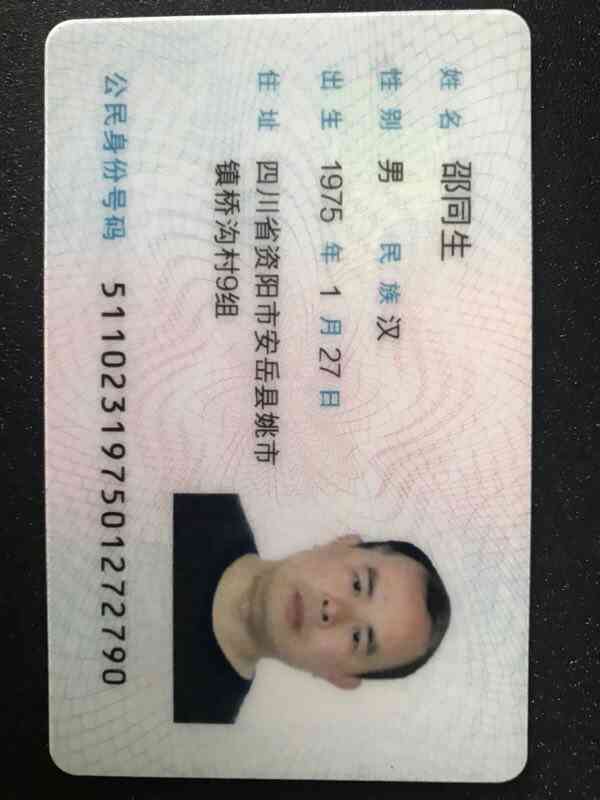 姓名 邵同生
性别 男 民族 汉
出生 1975 年 1 月 27 日
住址 四川省资阳市安岳县姚市
镇桥沟村9组
公民身份号码 511023197501272790